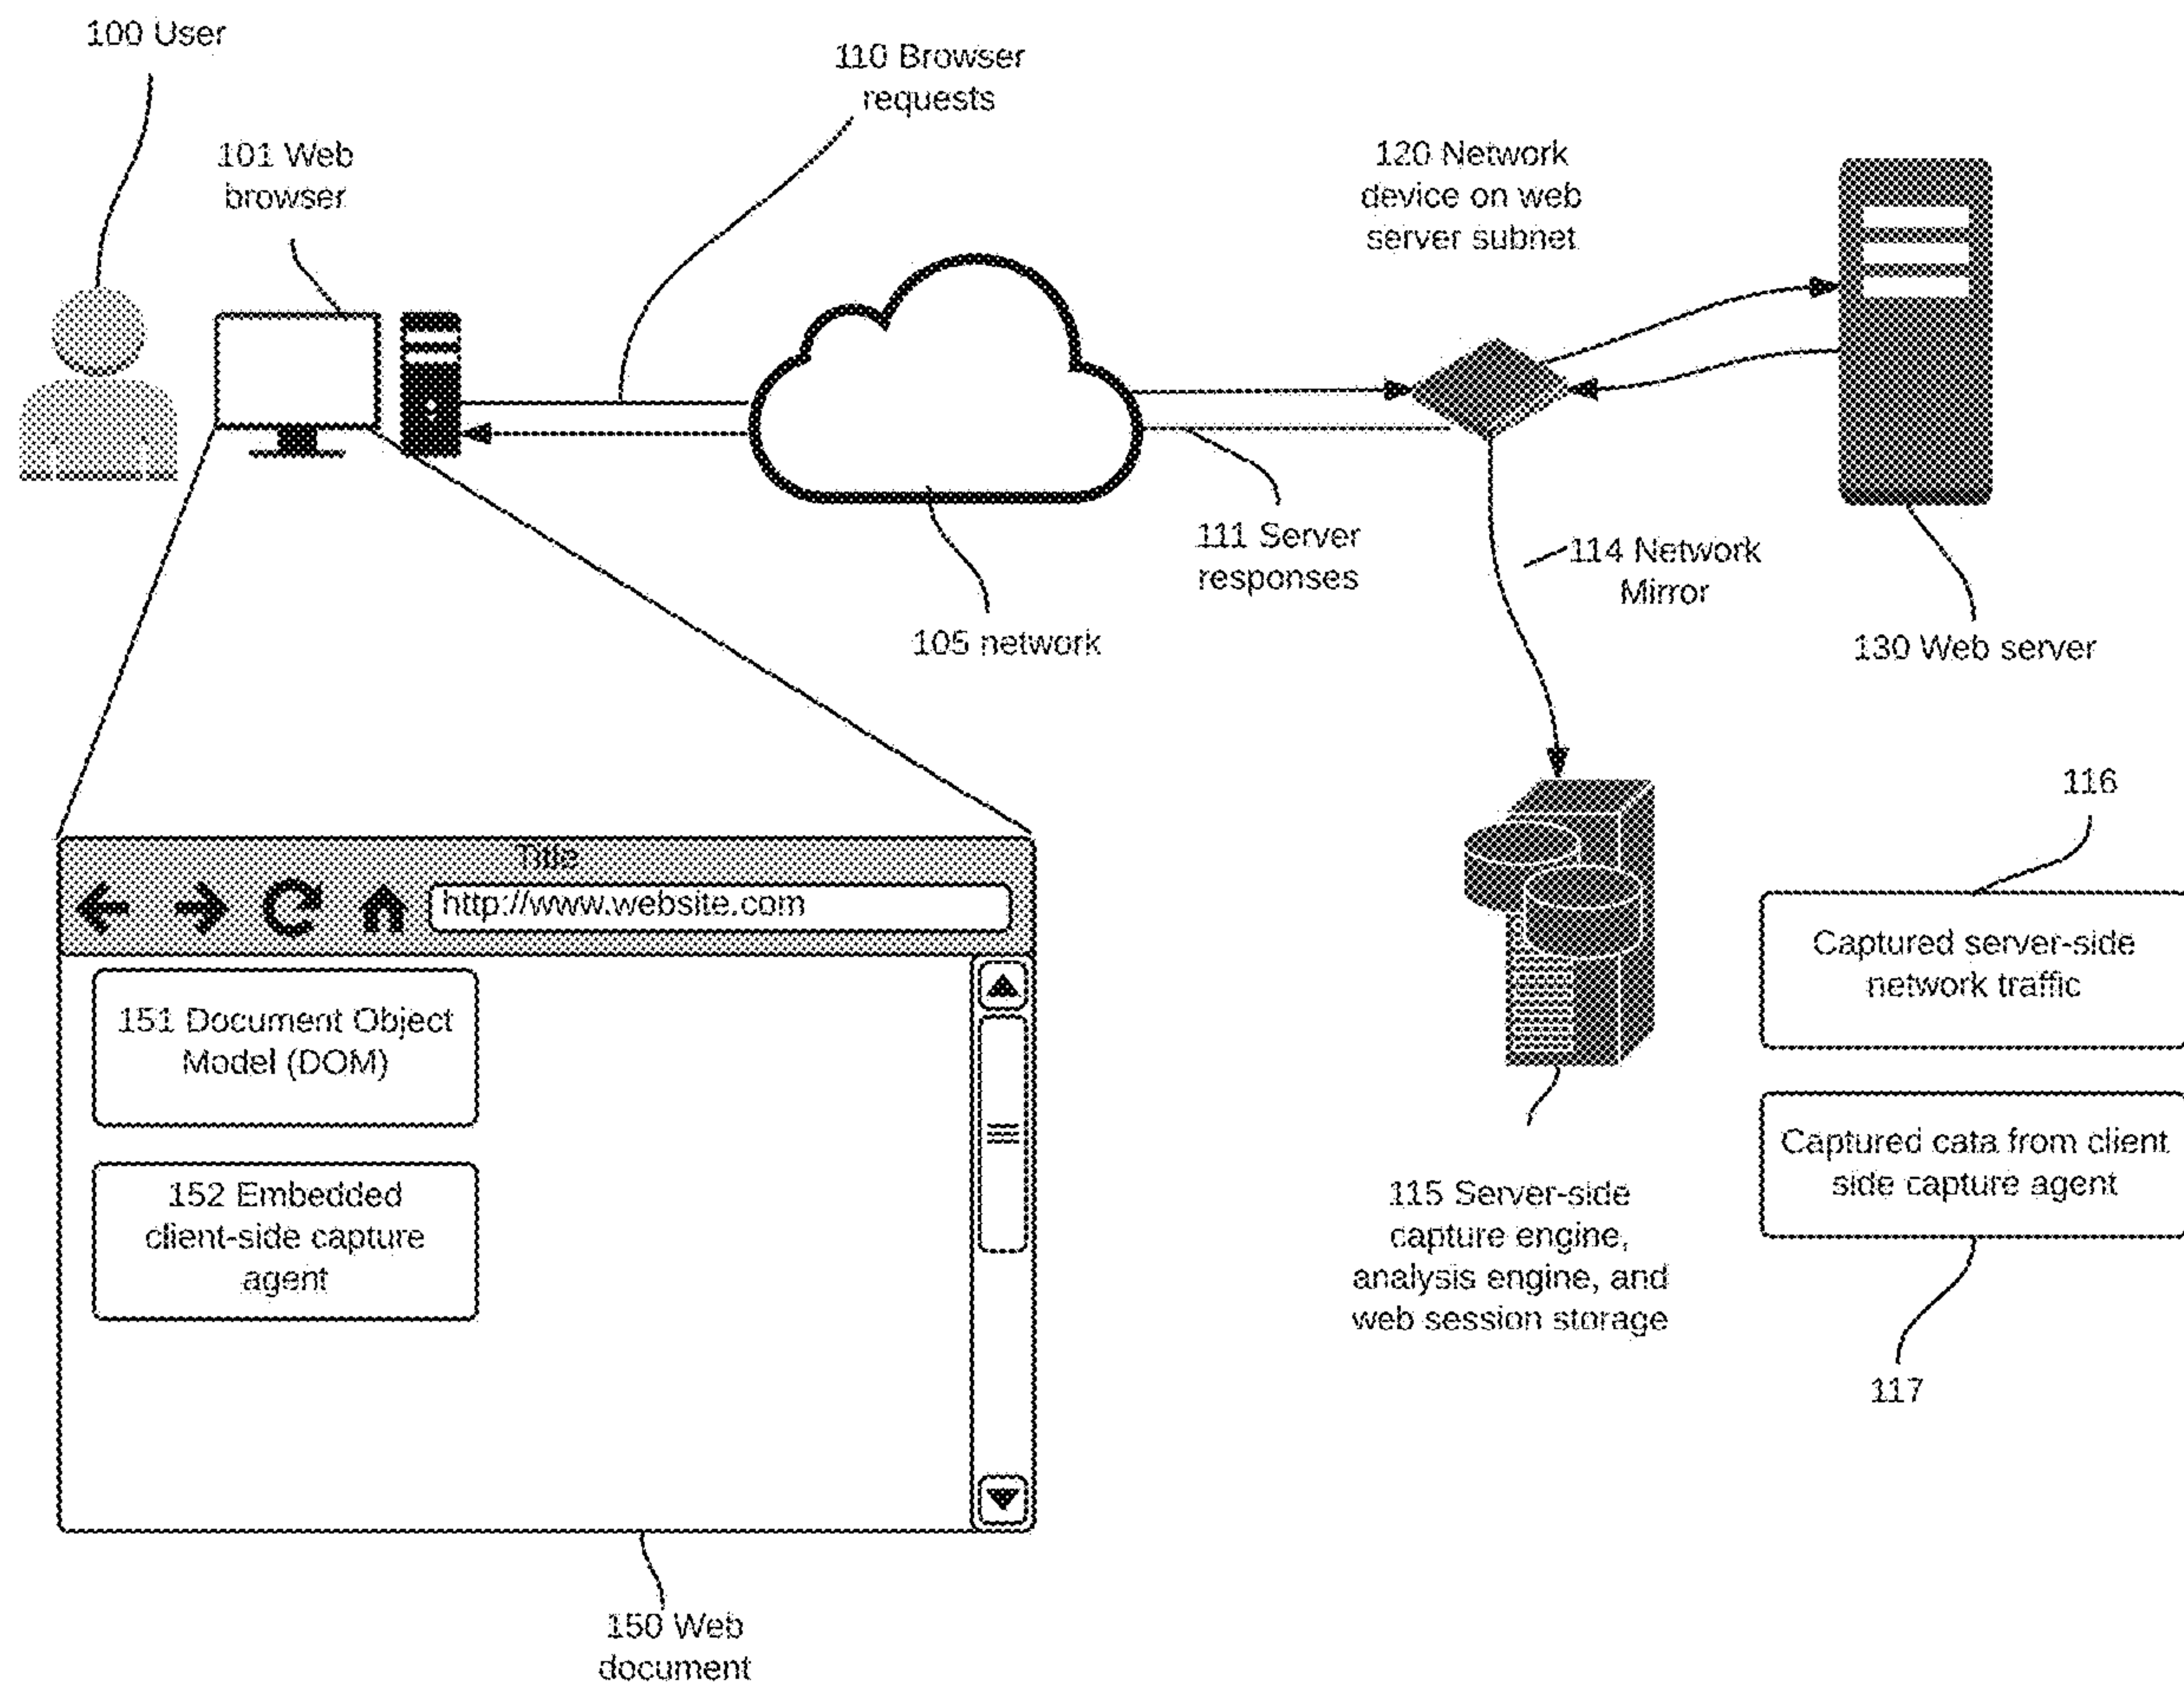 100 User
110 Browser
requests
101 Web
browser
120 Network
device on web
server subnet
111 Server
responses
114 Network
Mirror
105 network
130 Web server
116
Title
http://www.website.com
Captured server-side
network traffic
151 Document Object
Model (DOM)
Captured cata from client
side capture agent
152 Embedded
client-side capture
agent
115 Server-side
capture engine,
analysis engine, and
web session storage
117
150 Web
document